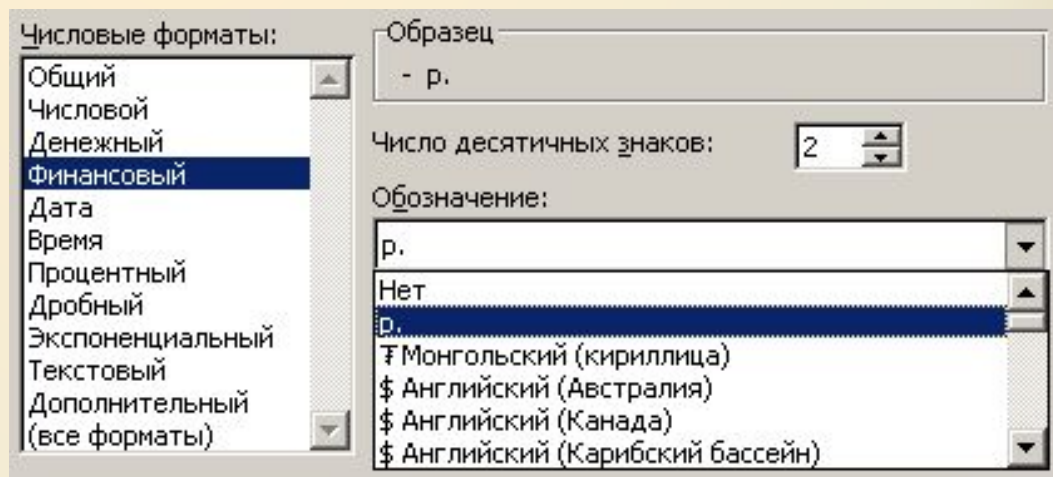 Числовые форматы:
Общий
Числовой
Денежный
Финансовый
Дата
Время
Процентный
Дробный
Экспоненциальный
Текстовый
Дополнительный
(все форматы)
Образец
- р.
Число десятичных знаков:
2
Обозначение:
р.
Нет
р.
₮ Монгольский (кириллица)
$ Английский (Австралия)
$ Английский (Канада)
$ Английский (Карибский бассейн)